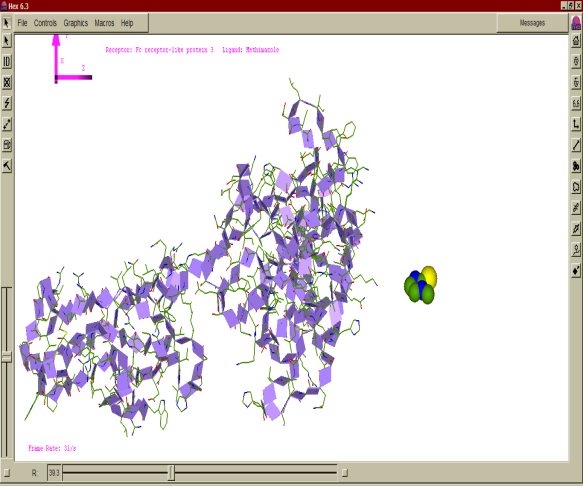 Hex 6.3
File Controls Graphics Macros Help Messages
Receptor: Fc receptor-like protein 3 Ligand: Methimazole
Y
X
Z
Frame Rate: 31/s
R: 39.3